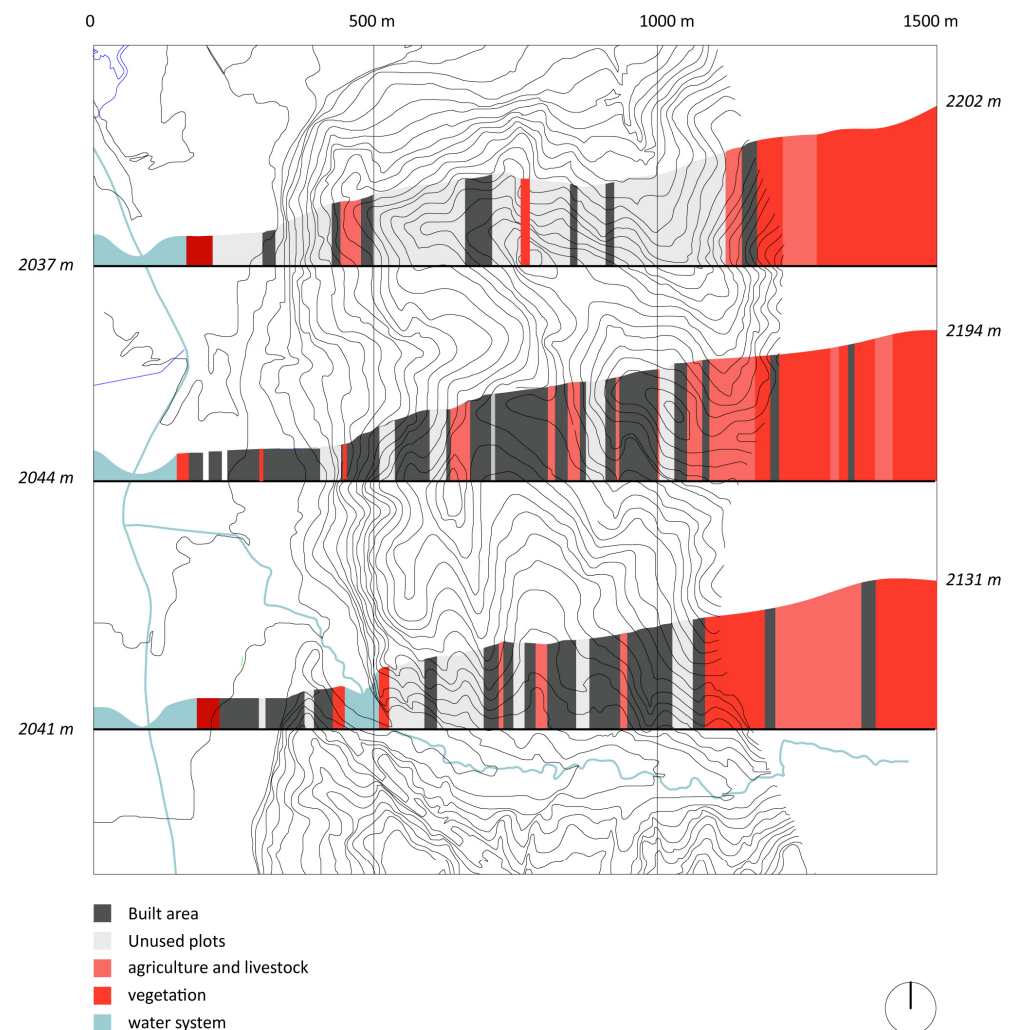 0 500 m 1000 m 1500 m
2202 m
2037 m
2194 m
2044 m
2131 m
2041 m
Built area
Unused plots
agriculture and livestock
vegetation
water system